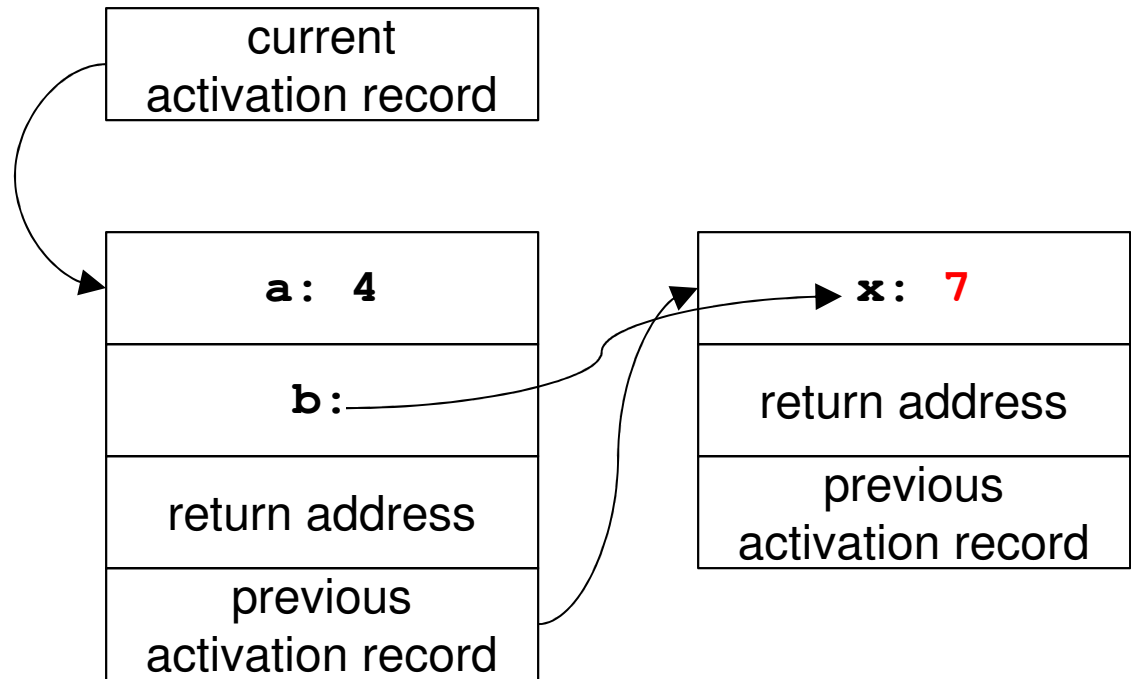 current
activation record
a: 4
b:
return address
previous
activation record
x: 7
return address
previous
activation record